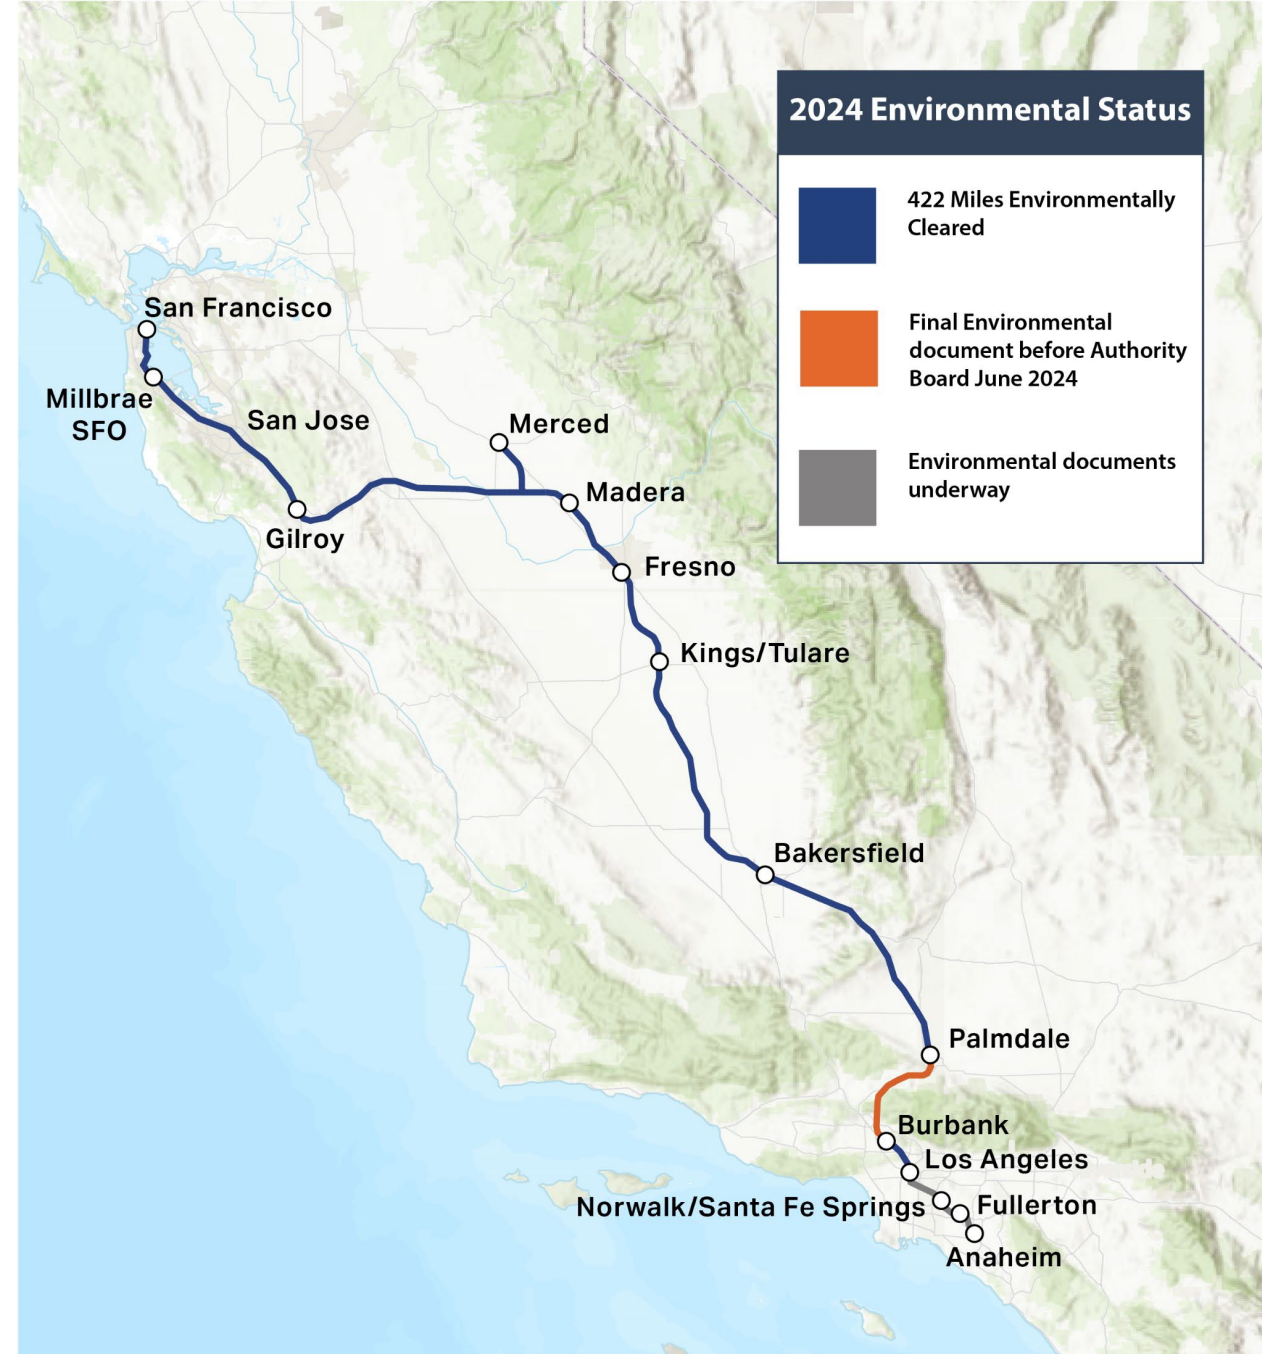 2024 Environmental Status
422 Miles Environmentally
Cleared
Final Environmental
document before Authority
Board June 2024
Environmental documents
underway
San Francisco
Millbrae
SFO
San Jose
Merced
Madera
Gilroy
Fresno
Kings/Tulare
Bakersfield
Palmdale
Burbank
Los Angeles
Norwalk/Santa Fe Springs
Fullerton
Anaheim